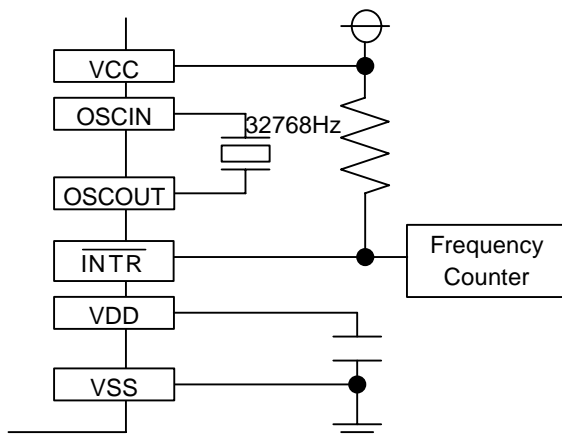 VCC
OSCIN
32768Hz
OSCOUT
INTR
Frequency
Counter
VDD
VSS